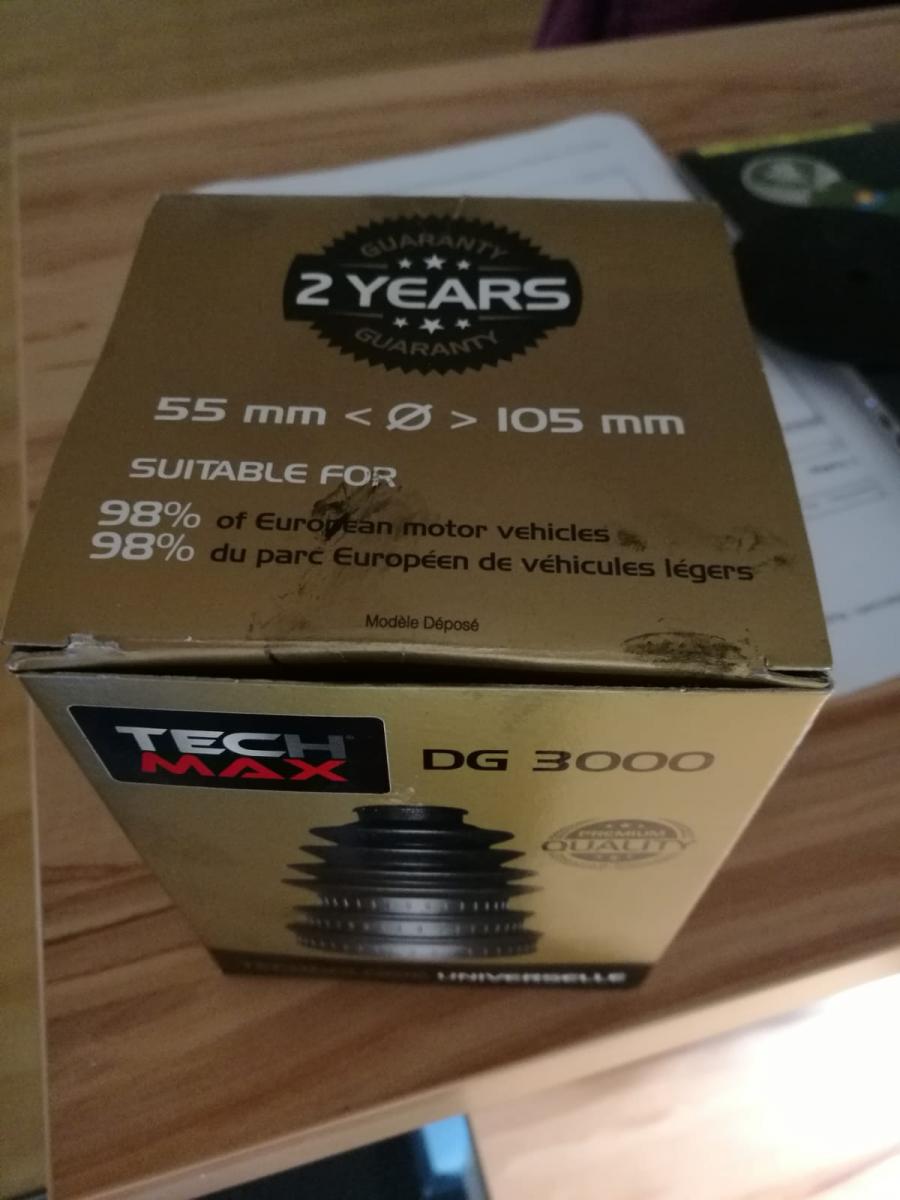 GUARANTY
2 YEARS
GUARANTY
55 mm < Ø > 105 mm
SUITABLE FOR
98% of European motor vehicles
98% du parc Européen de véhicules légers
Modèle Déposé
TECH
MAX
DG 3000
PREMIUM
QUALITY
UNIVERSELLE